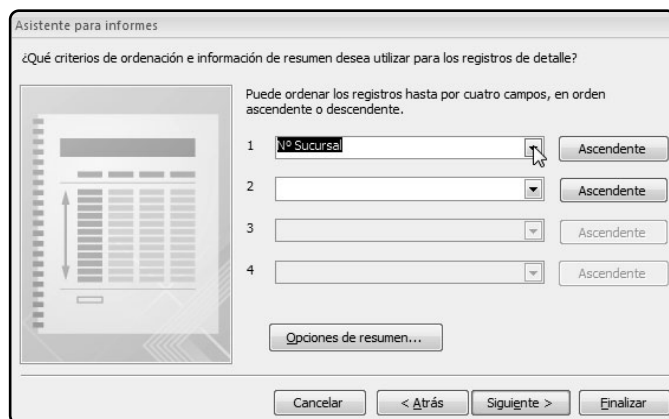 Asistente para informes
¿Qué criterios de ordenación e información de resumen desea utilizar para los registros de detalle?
Puede ordenar los registros hasta por cuatro campos, en orden
ascendente o descendente.
1 Nº Sucursal Ascendente
2 Ascendente
3 Ascendente
4 Ascendente
Opciones de resumen...
Cancelar < Atrás Siguiente > Finalizar